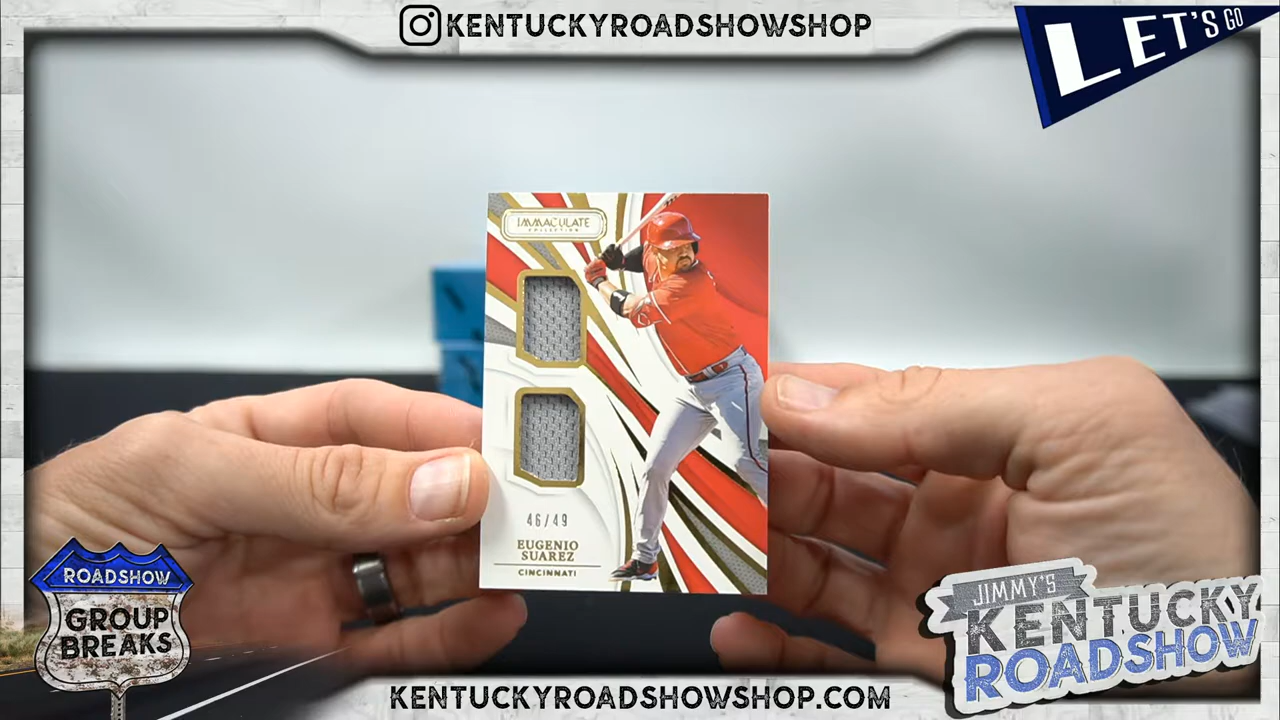 KENTUCKYROADSHOWSHOP
LET'S GO
IMMACULATE
COLLECTION
46/49
EUGENIO
SUAREZ
CINCINNATI
ROADSHOW
GROUP
BREAKS
JIMMY'S
KENTUCKY
ROADSHOW
KENTUCKYROADSHOWSHOP.COM